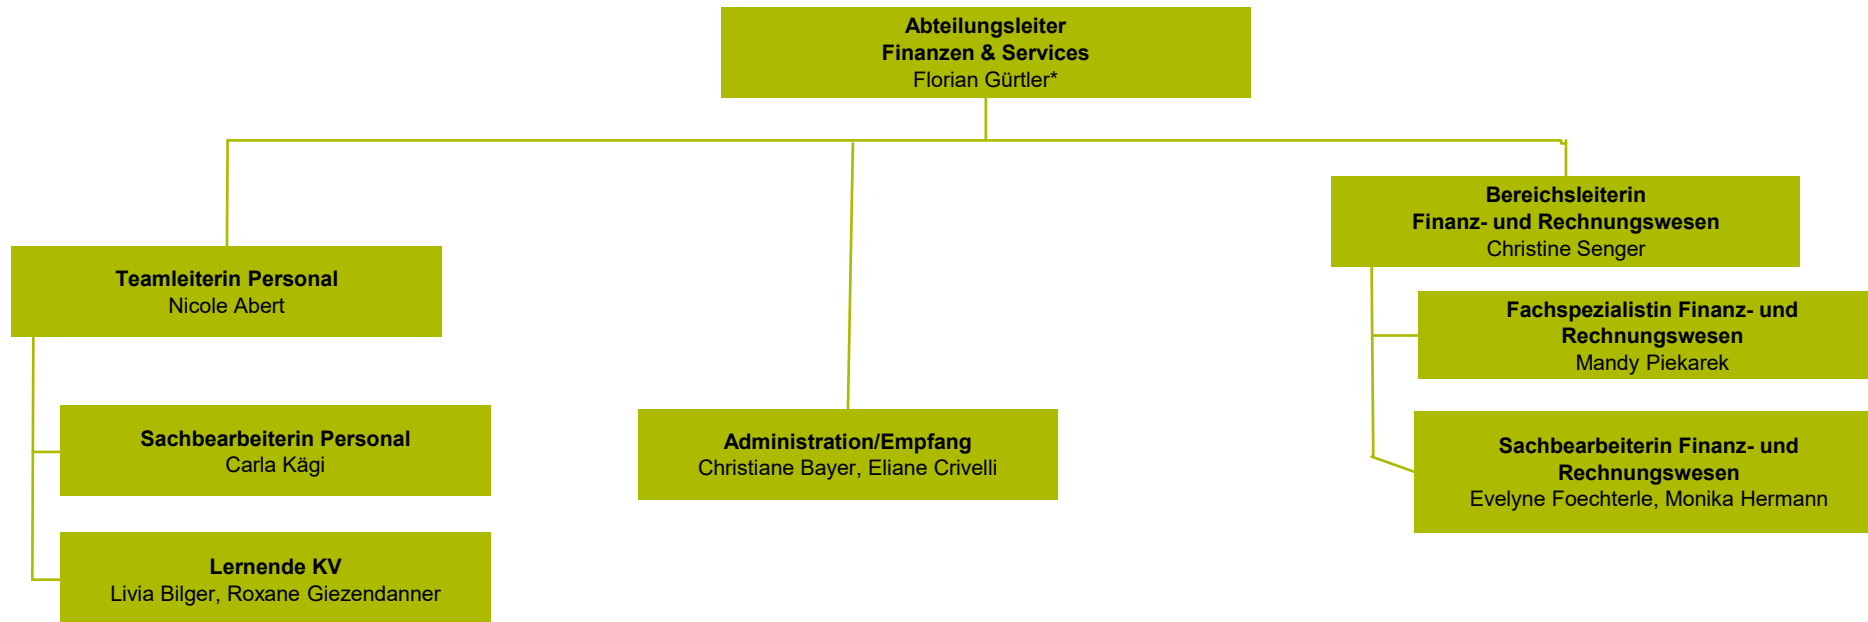 Abteilungsleiter
Finanzen & Services
Florian Gürtler*
Teamleiterin Personal
Nicole Abert
Sachbearbeiterin Personal
Carla Kägi
Lernende KV
Livia Bilger, Roxane Giezendanner
Administration/Empfang
Christiane Bayer, Eliane Crivelli
Bereichsleiterin
Finanz- und Rechnungswesen
Christine Senger
Fachspezialistin Finanz- und
Rechnungswesen
Mandy Piekarek
Sachbearbeiterin Finanz- und
Rechnungswesen
Evelyne Foechterle, Monika Hermann